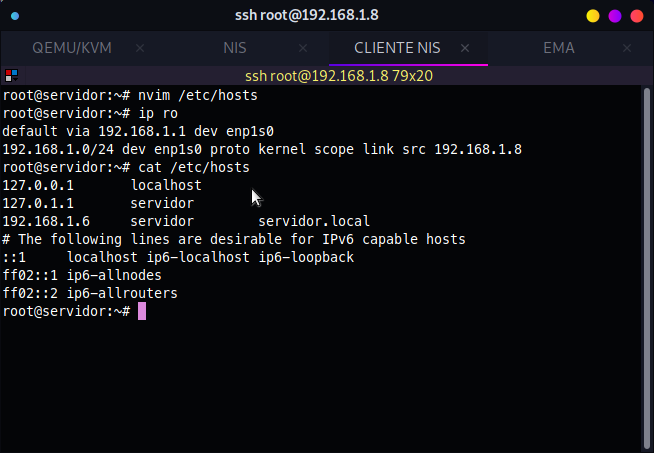 ssh root@192.168.1.8
QEMU/KVM × NIS × CLIENTE NIS × EMA ×
ssh root@192.168.1.8 79x20
root@servidor:~# nvim /etc/hosts
root@servidor:~# ip ro
default via 192.168.1.1 dev enp1s0
192.168.1.0/24 dev enp1s0 proto kernel scope link src 192.168.1.8
root@servidor:~# cat /etc/hosts
127.0.0.1       localhost
127.0.1.1       servidor
192.168.1.6     servidor        servidor.local
# The following lines are desirable for IPv6 capable hosts
::1     localhost ip6-localhost ip6-loopback
ff02::1 ip6-allnodes
ff02::2 ip6-allrouters
root@servidor:~#